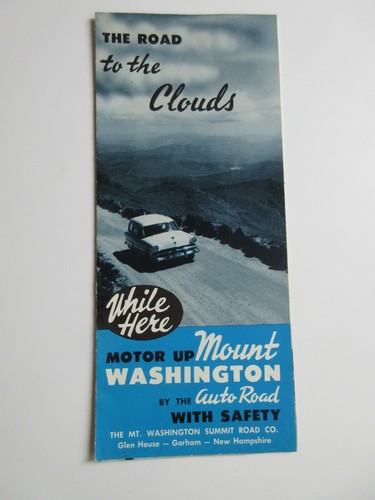 THE ROAD
to the
Clouds
While
Here
MOTOR UP Mount
WASHINGTON
BY THE Auto Road
WITH SAFETY
THE MT. WASHINGTON SUMMIT ROAD CO.
Glen House — Gorham — New Hampshire